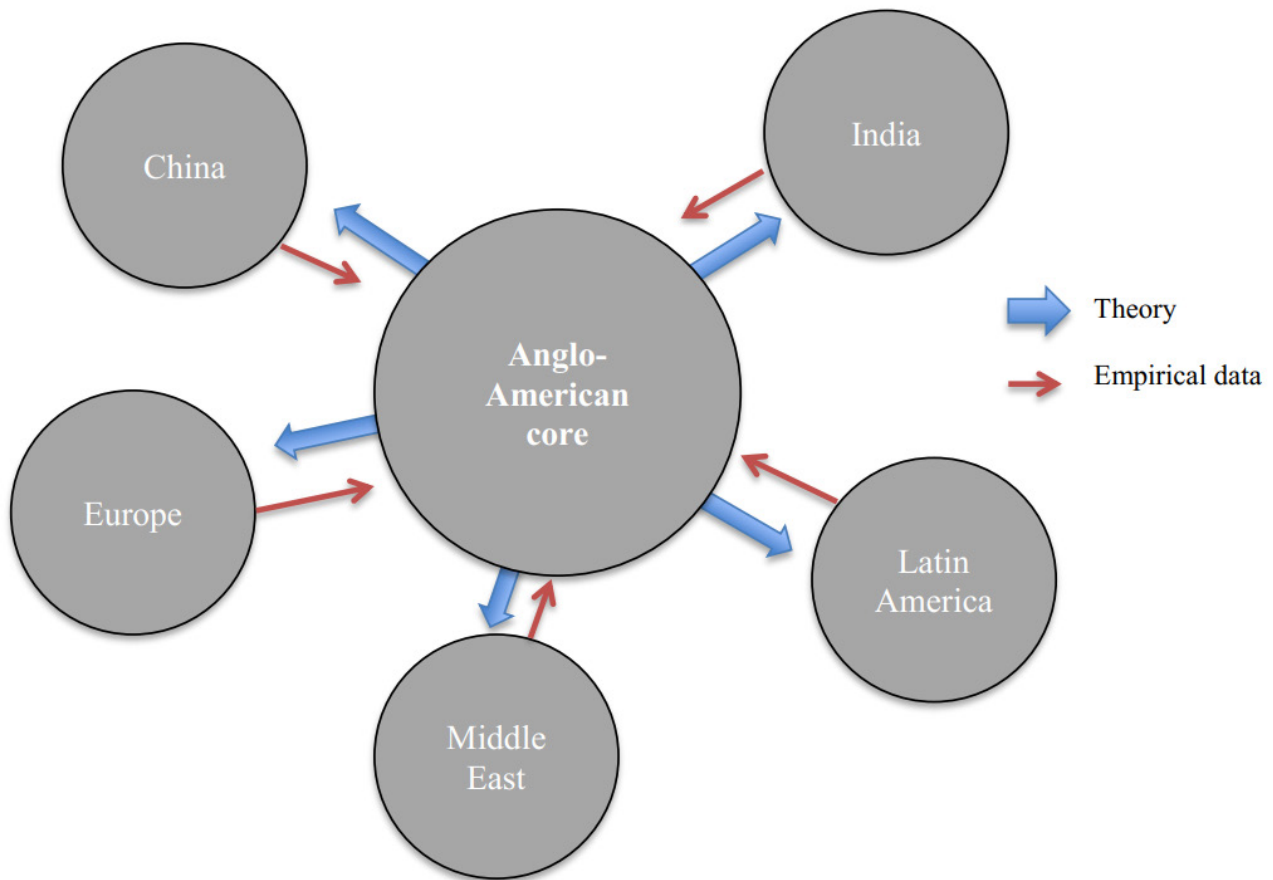 China
India
Anglo-
American
core
Theory
Empirical data
Europe
Latin
America
Middle
East